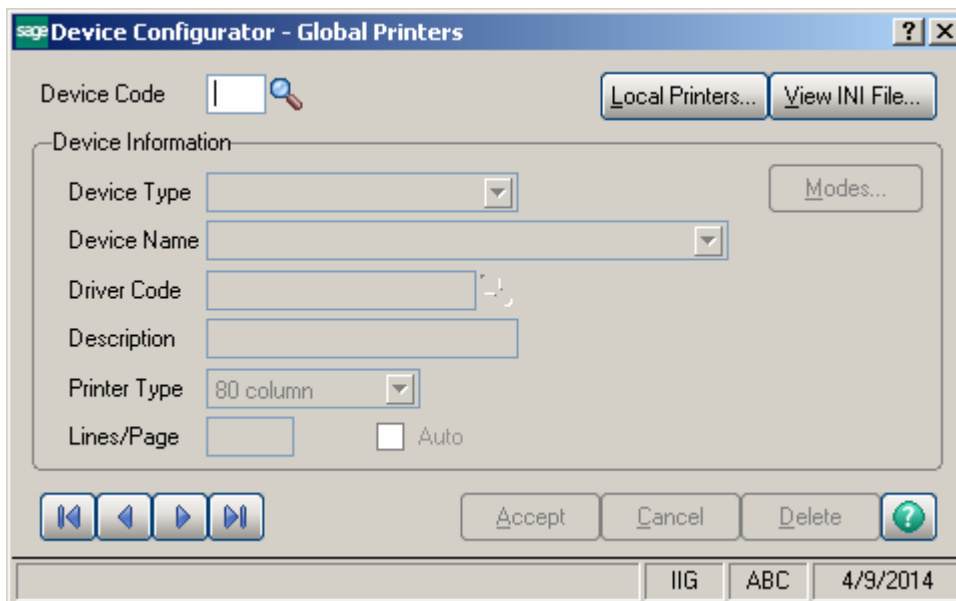 sage Device Configurator - Global Printers
Device Code
Local Printers...
View INI File...
Device Information
Device Type
Modes...
Device Name
Driver Code
Description
Printer Type 80 column
Lines/Page Auto
Accept Cancel Delete
IIG ABC 4/9/2014